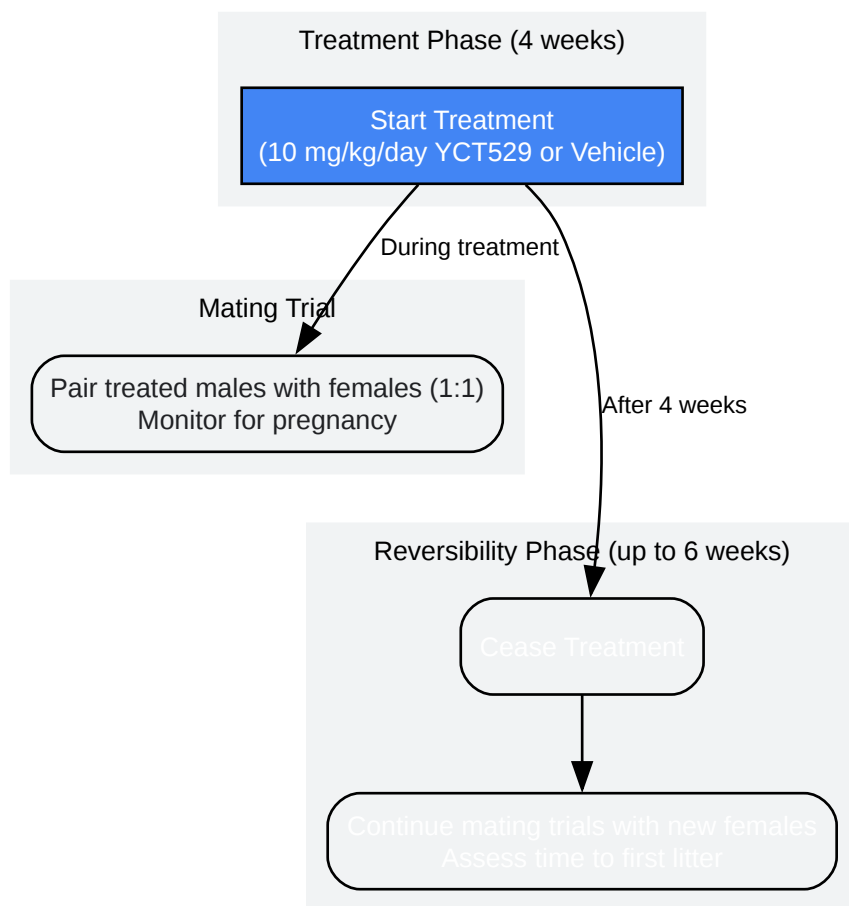 Treatment Phase (4 weeks)
Start Treatment
(10 mg/kg/day YCT529 or Vehicle)
During treatment
Mating Trial
Pair treated males with females (1:1)
Monitor for pregnancy
After 4 weeks
Reversibility Phase (up to 6 weeks)
Cease Treatment
Continue mating trials with new females
Assess time to first litter